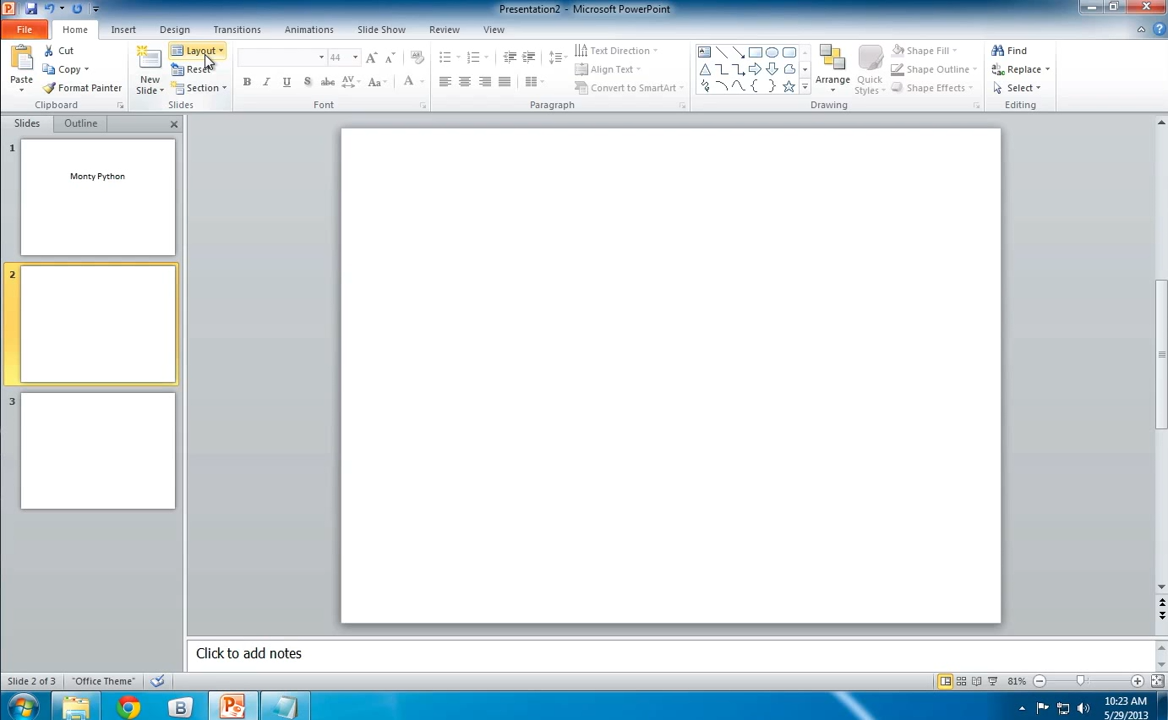 Presentation2 - Microsoft PowerPoint
File Home Insert Design Transitions Animations Slide Show Review View
Paste
Cut
Copy
Format Painter
Clipboard
New
Slide
Layout
Reset
Section
Slides
44
B I U S abc AV Aa A
Font
Text Direction
Align Text
Convert to SmartArt
Paragraph
Arrange
Quick
Styles
Shape Fill
Shape Outline
Shape Effects
Drawing
Find
Replace
Select
Editing
Slides Outline
1
Monty Python
2
3
Click to add notes
Slide 2 of 3 "Office Theme" 81%
10:23 AM
5/29/2013